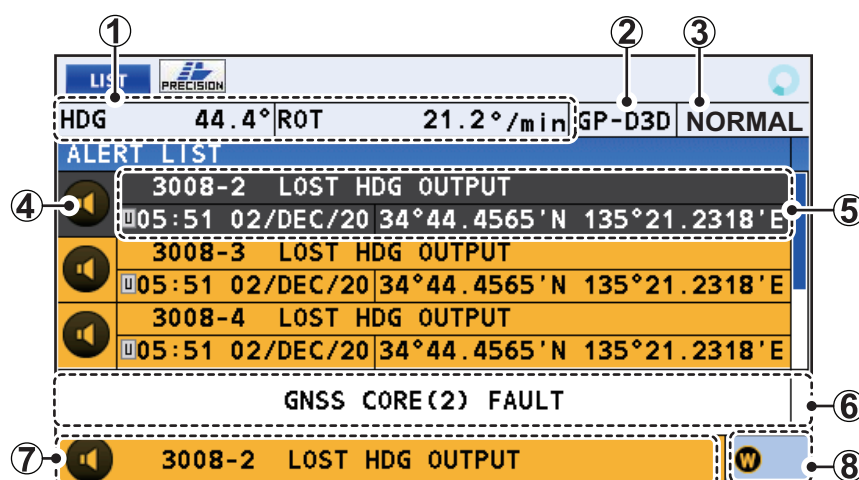 1 2 3
LIST PRECISION
HDG 44.4° ROT 21.2°/min GP-D3D NORMAL
ALERT LIST
3008-2 LOST HDG OUTPUT
4 5
U 05:51 02/DEC/20 34°44.4565'N 135°21.2318'E
3008-3 LOST HDG OUTPUT
U 05:51 02/DEC/20 34°44.4565'N 135°21.2318'E
3008-4 LOST HDG OUTPUT
U 05:51 02/DEC/20 34°44.4565'N 135°21.2318'E
GNSS CORE(2) FAULT 6
7 3008-2 LOST HDG OUTPUT W 8